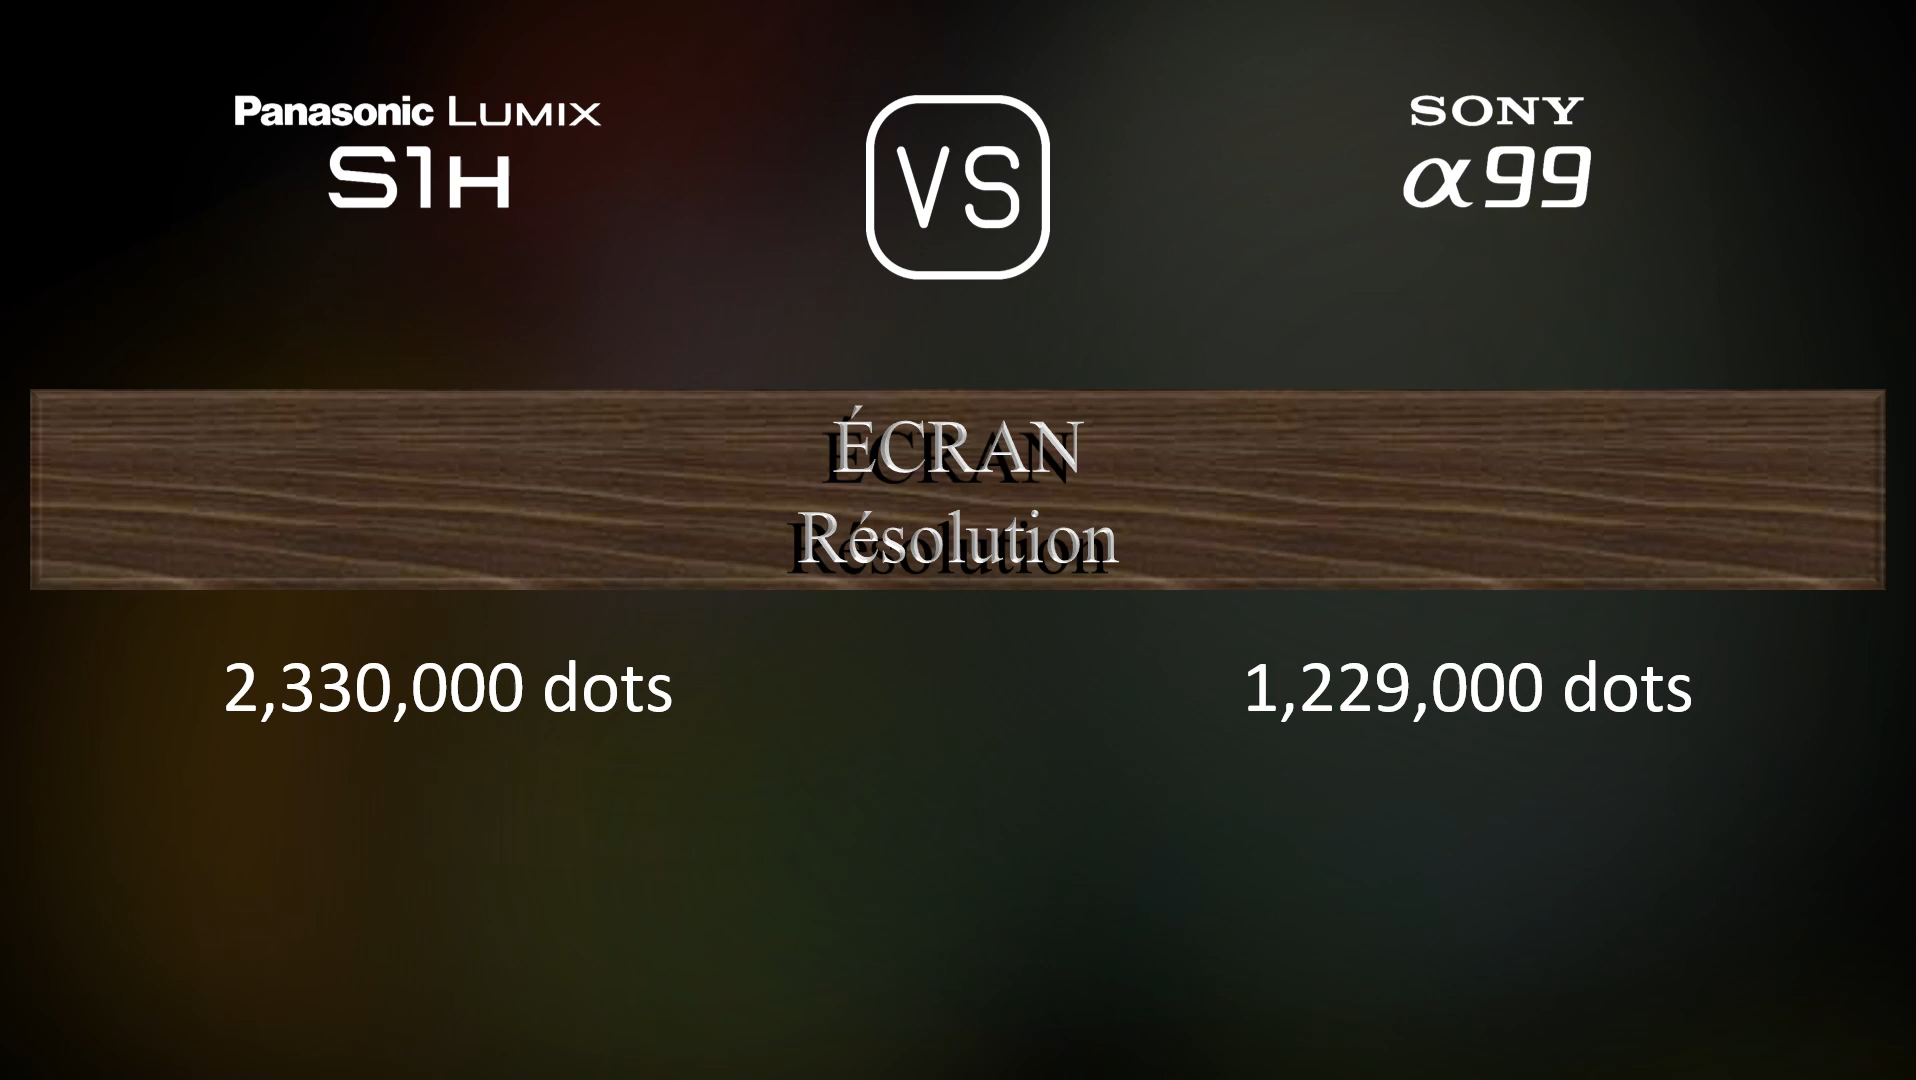 Panasonic LUMIX
S1H
VS
SONY
α99
ÉCRAN
Résolution
2,330,000 dots
1,229,000 dots